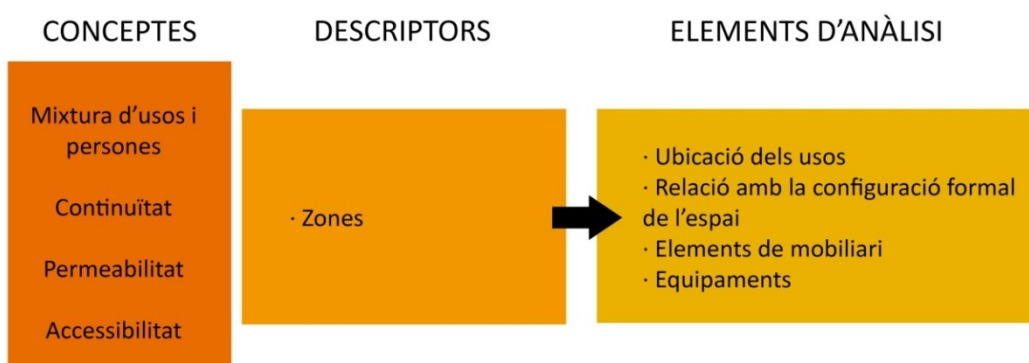 CONCEPTES
DESCRIPTORS
ELEMENTS D'ANÀLISI
Mixtura d'usos i
persones
Continuïtat
Permeabilitat
Accessibilitat
· Zones
· Ubicació dels usos
· Relació amb la configuració formal
de l'espai
· Elements de mobiliari
· Equipaments